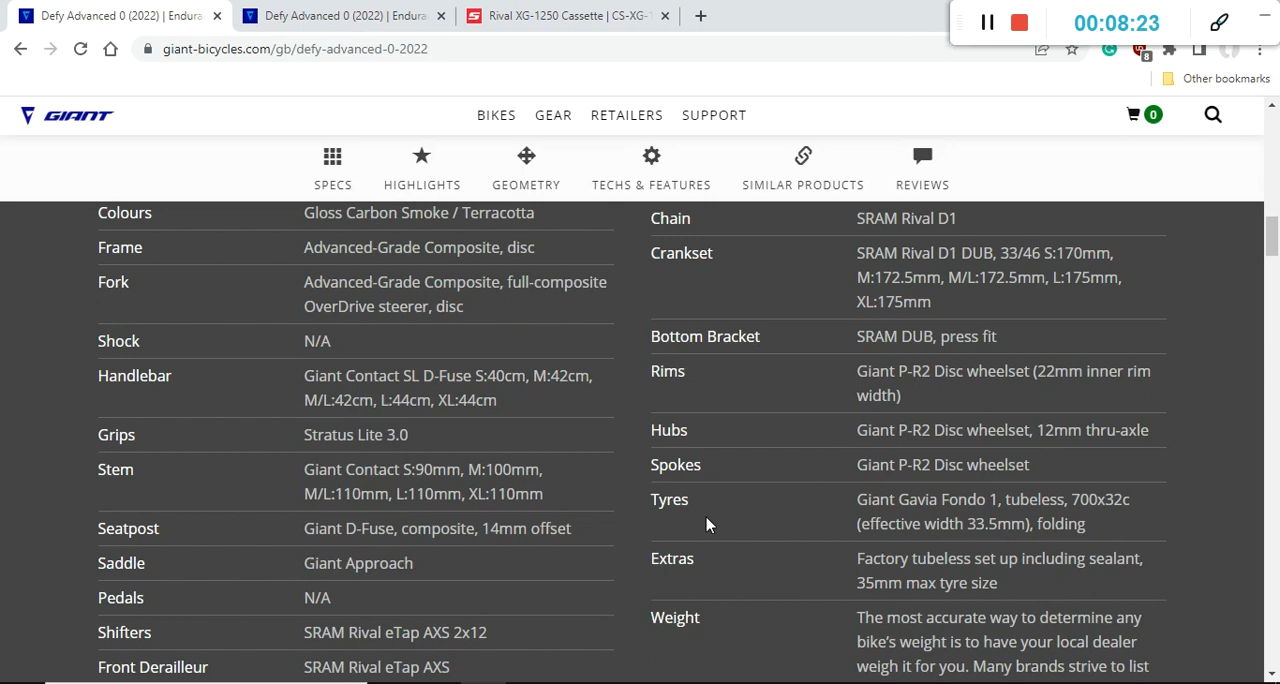 Defy Advanced 0 (2022) | Endura
Defy Advanced 0 (2022) | Endura
Rival XG-1250 Cassette | CS-XG-1
00:08:23
giant-bicycles.com/gb/defy-advanced-0-2022
8
Other bookmarks
GIANT
BIKES GEAR RETAILERS SUPPORT
0
SPECS HIGHLIGHTS GEOMETRY TECHS & FEATURES SIMILAR PRODUCTS REVIEWS
Colours Gloss Carbon Smoke / Terracotta
Frame Advanced-Grade Composite, disc
Fork Advanced-Grade Composite, full-composite
OverDrive steerer, disc
Shock N/A
Handlebar Giant Contact SL D-Fuse S:40cm, M:42cm,
M/L:42cm, L:44cm, XL:44cm
Grips Stratus Lite 3.0
Stem Giant Contact S:90mm, M:100mm,
M/L:110mm, L:110mm, XL:110mm
Seatpost Giant D-Fuse, composite, 14mm offset
Saddle Giant Approach
Pedals N/A
Shifters SRAM Rival eTap AXS 2x12
Front Derailleur SRAM Rival eTap AXS
Chain SRAM Rival D1
Crankset SRAM Rival D1 DUB, 33/46 S:170mm,
M:172.5mm, M/L:172.5mm, L:175mm,
XL:175mm
Bottom Bracket SRAM DUB, press fit
Rims Giant P-R2 Disc wheelset (22mm inner rim
width)
Hubs Giant P-R2 Disc wheelset, 12mm thru-axle
Spokes Giant P-R2 Disc wheelset
Tyres Giant Gavia Fondo 1, tubeless, 700x32c
(effective width 33.5mm), folding
Extras Factory tubeless set up including sealant,
35mm max tyre size
Weight The most accurate way to determine any
bike's weight is to have your local dealer
weigh it for you. Many brands strive to list